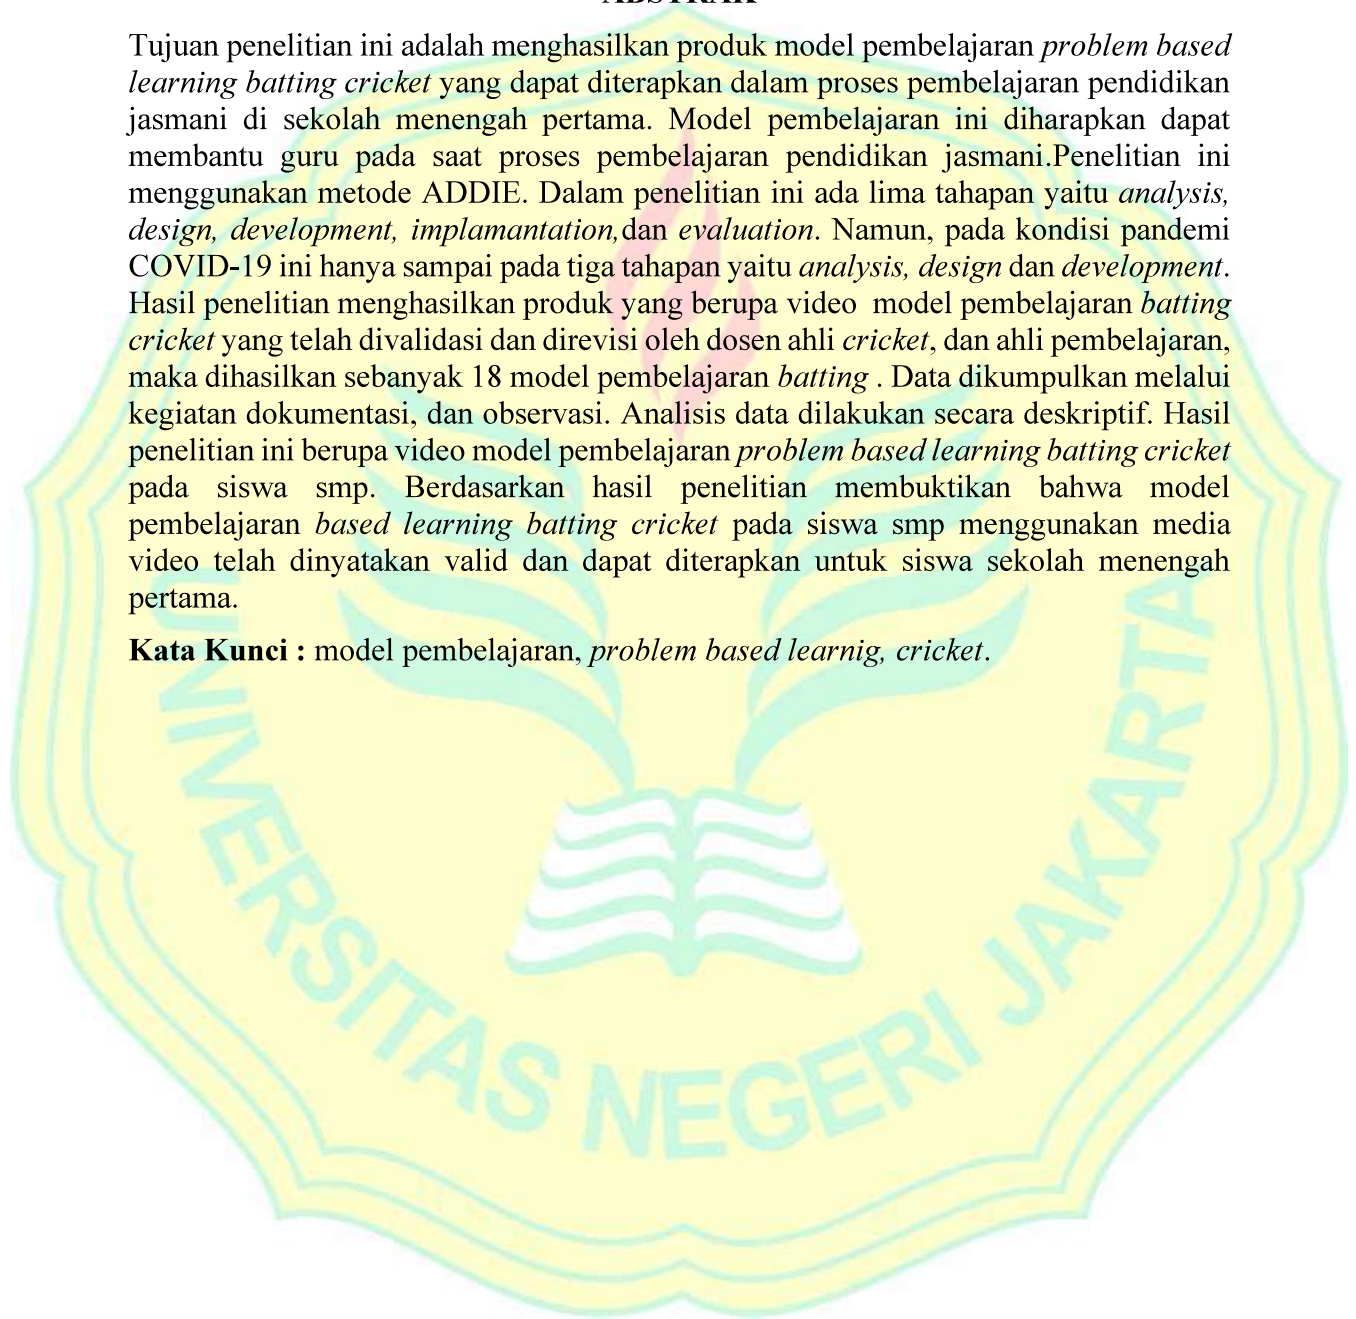 ABSTRAK
Tujuan penelitian ini adalah menghasilkan produk model pembelajaran problem based
learning batting cricket yang dapat diterapkan dalam proses pembelajaran pendidikan
jasmani di sekolah menengah pertama. Model pembelajaran ini diharapkan dapat
membantu guru pada saat proses pembelajaran pendidikan jasmani.Penelitian ini
menggunakan metode ADDIE. Dalam penelitian ini ada lima tahapan yaitu analysis,
design, development, implamantation,dan evaluation. Namun, pada kondisi pandemi
COVID-19 ini hanya sampai pada tiga tahapan yaitu analysis, design dan development.
Hasil penelitian menghasilkan produk yang berupa video  model pembelajaran batting
cricket yang telah divalidasi dan direvisi oleh dosen ahli cricket, dan ahli pembelajaran,
maka dihasilkan sebanyak 18 model pembelajaran batting . Data dikumpulkan melalui
kegiatan dokumentasi, dan observasi. Analisis data dilakukan secara deskriptif. Hasil
penelitian ini berupa video model pembelajaran problem based learning batting cricket
pada siswa smp. Berdasarkan hasil penelitian membuktikan bahwa model
pembelajaran based learning batting cricket pada siswa smp menggunakan media
video telah dinyatakan valid dan dapat diterapkan untuk siswa sekolah menengah
pertama.
Kata Kunci : model pembelajaran, problem based learnig, cricket.
UNIVERSITAS NEGERI JAKARTA